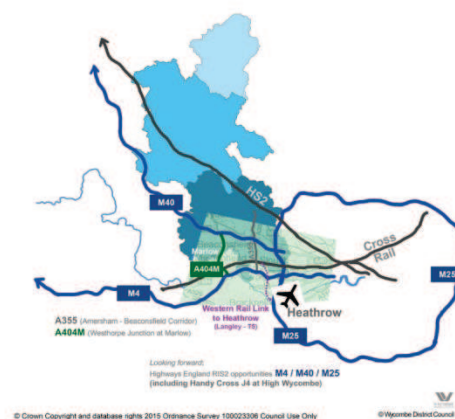 HS2
M40
Marlow
A404M
Cross
Rail
M25
M4
Western Rail Link
to Heathrow
(Langley - T5)
Heathrow
M25
A355 (Amersham - Beaconsfield Corridor)
A404M (Westhorpe Junction at Marlow)
Looking forward:
Highways England RIS2 opportunities M4 / M40 / M25
(including Handy Cross J4 at High Wycombe)
© Crown Copyright and database rights 2015 Ordnance Survey 100023306 Council Use Only
© Wycombe District Council